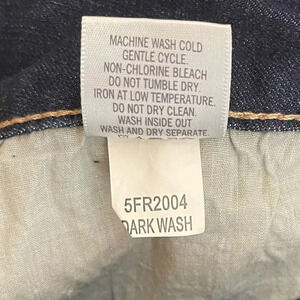 MACHINE WASH COLD
GENTLE CYCLE.
NON-CHLORINE BLEACH
DO NOT TUMBLE DRY.
IRON AT LOW TEMPERATURE.
DO NOT DRY CLEAN.
WASH INSIDE OUT
WASH AND DRY SEPARATE.
5FR2004
DARK WASH